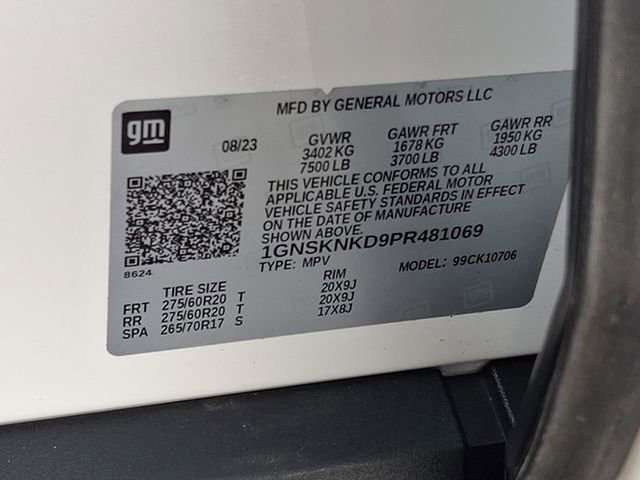 MFD BY GENERAL MOTORS LLC
gm
08/23 GVWR GAWR FRT GAWR RR
3402 KG 1678 KG 1950 KG
7500 LB 3700 LB 4300 LB
THIS VEHICLE CONFORMS TO ALL
APPLICABLE U.S. FEDERAL MOTOR
VEHICLE SAFETY STANDARDS IN EFFECT
ON THE DATE OF MANUFACTURE
SHOWN ABOVE.
1GNSKNKD9PR481069
8624
TYPE: MPV MODEL: 99CK10706
TIRE SIZE RIM
FRT 275/60R20 T 20X9J
RR 275/60R20 T 20X9J
SPA 265/70R17 S 17X8J